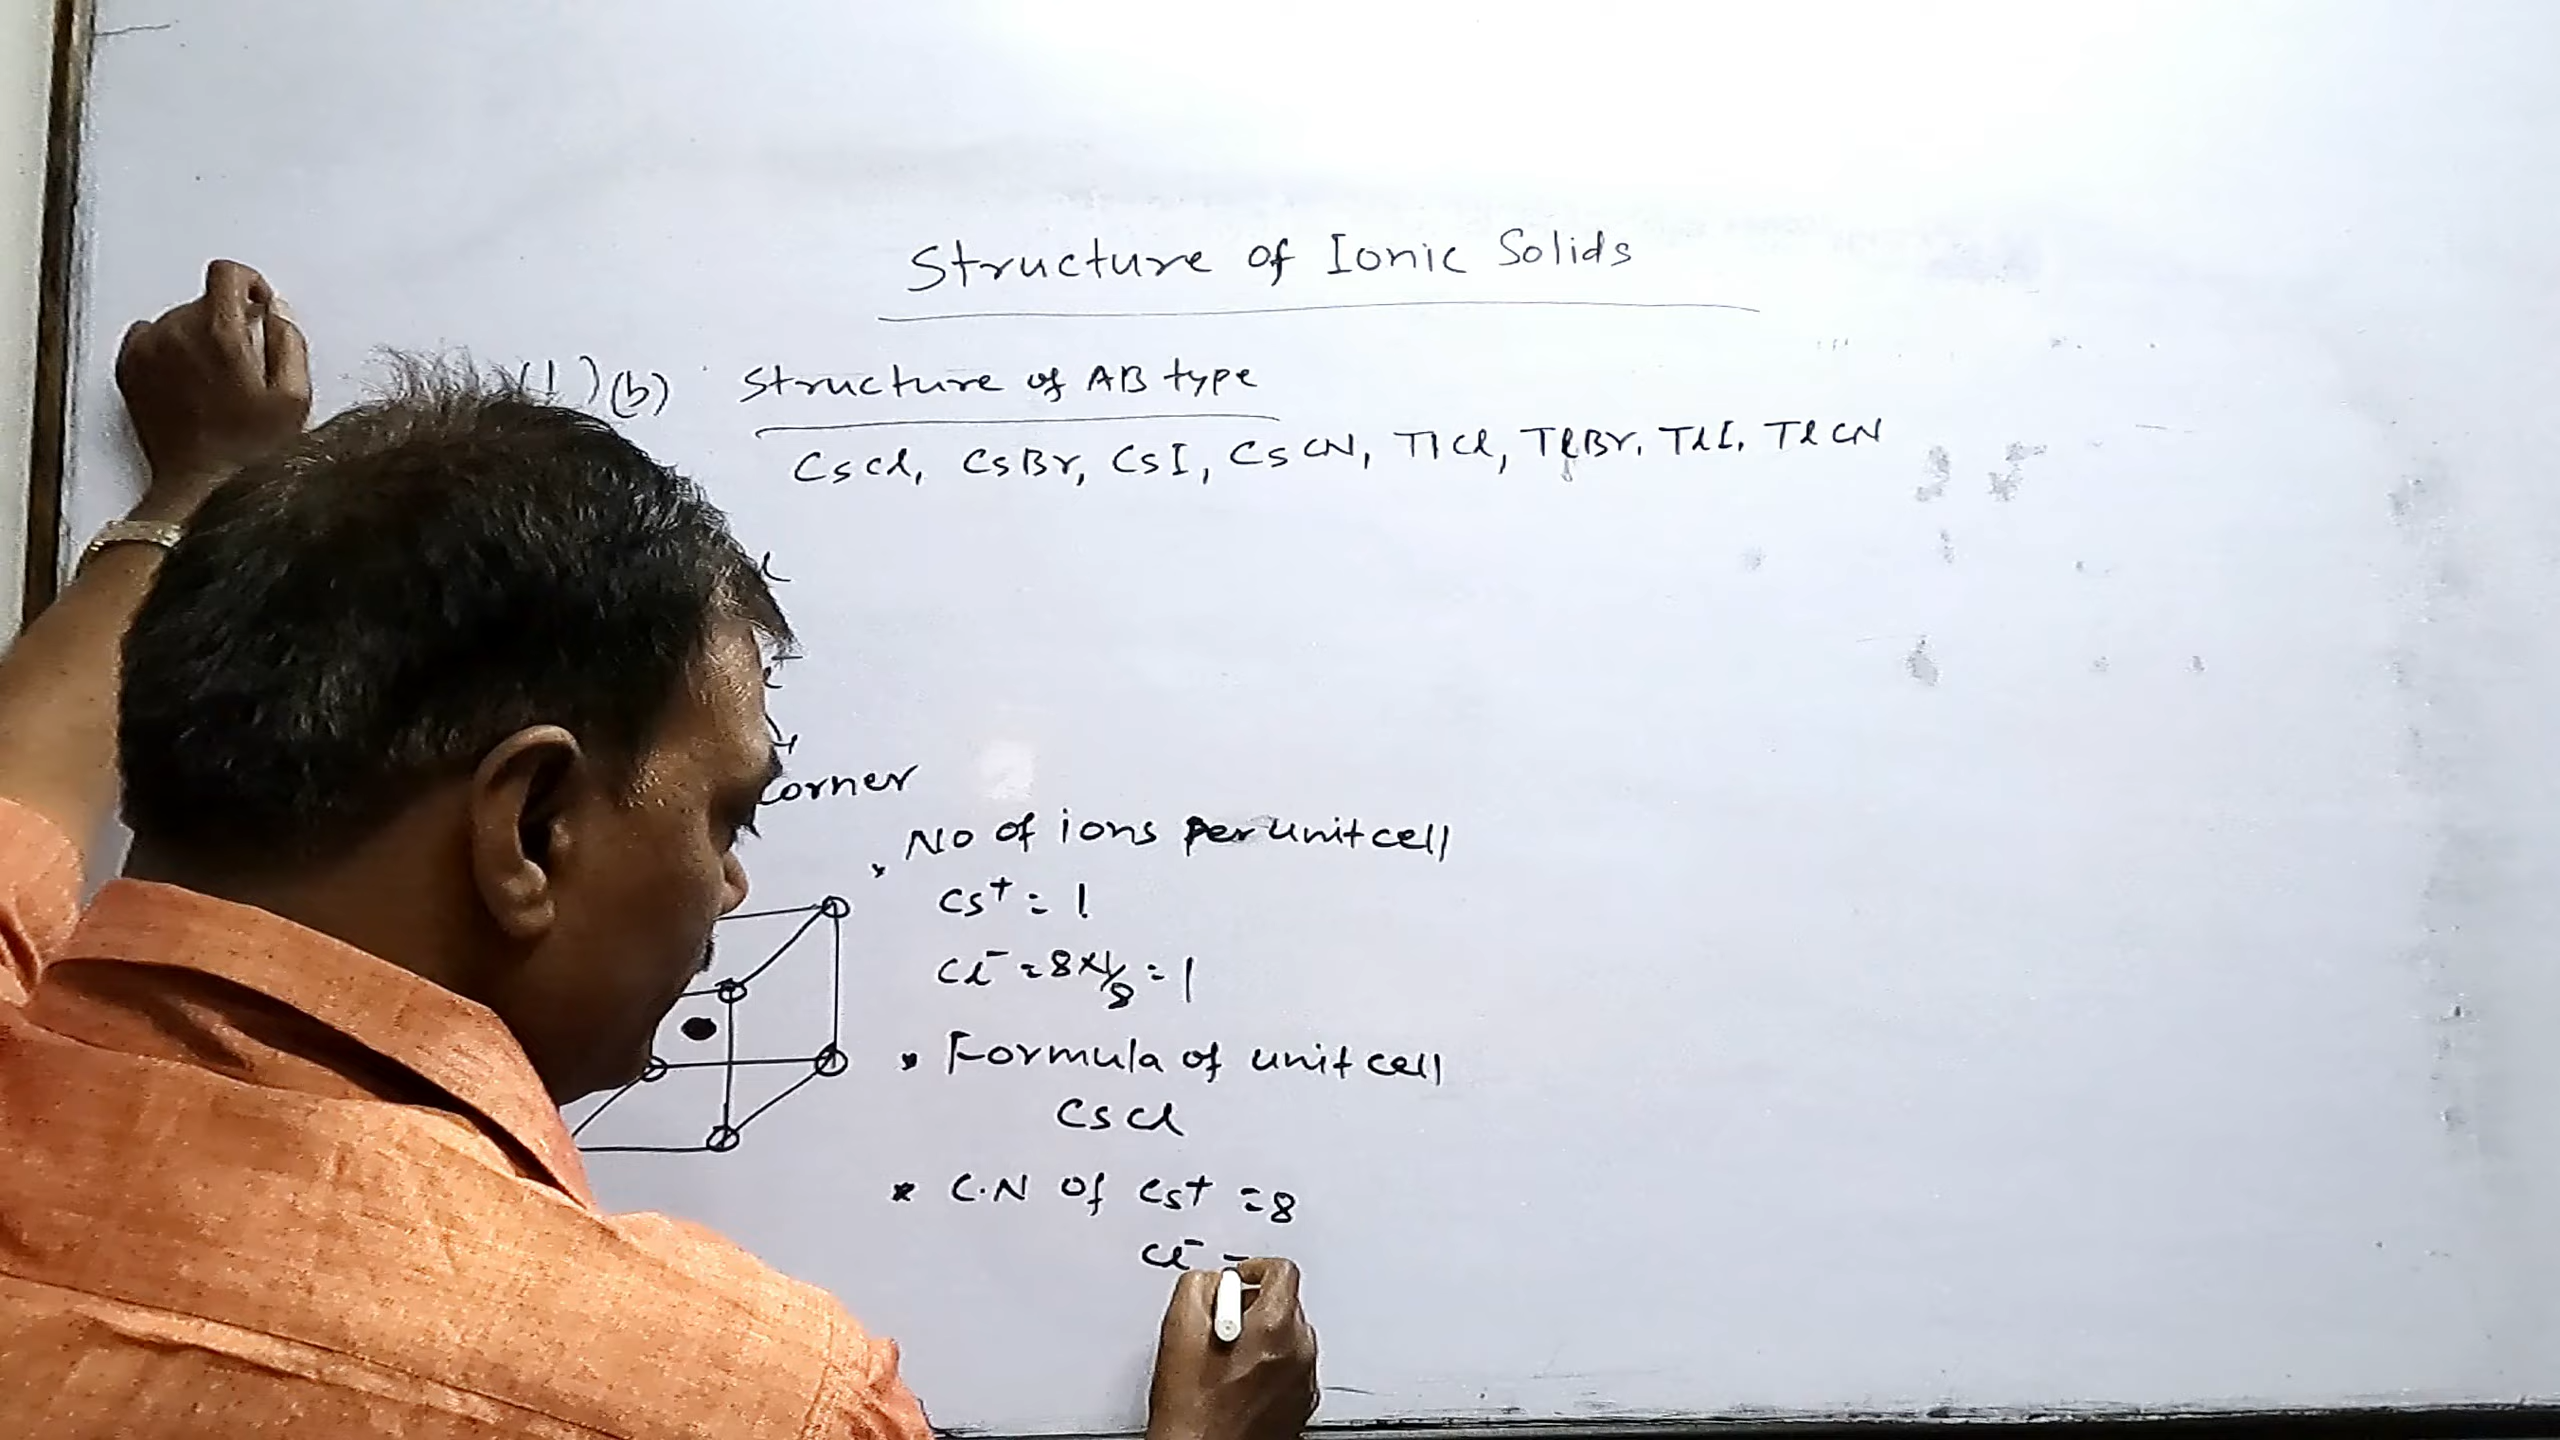 Structure of Ionic Solids
(1)(b) Structure of AB type
CsCl, CsBr, CsI, CsCN, TlCl, TlBr, TlI, TlCN
corner
* No of ions per unit cell
Cs+ = 1
Cl- = 8 × 1/8 = 1
* Formula of unit cell
CsCl
* C.N of Cs+ = 8
Cl- =